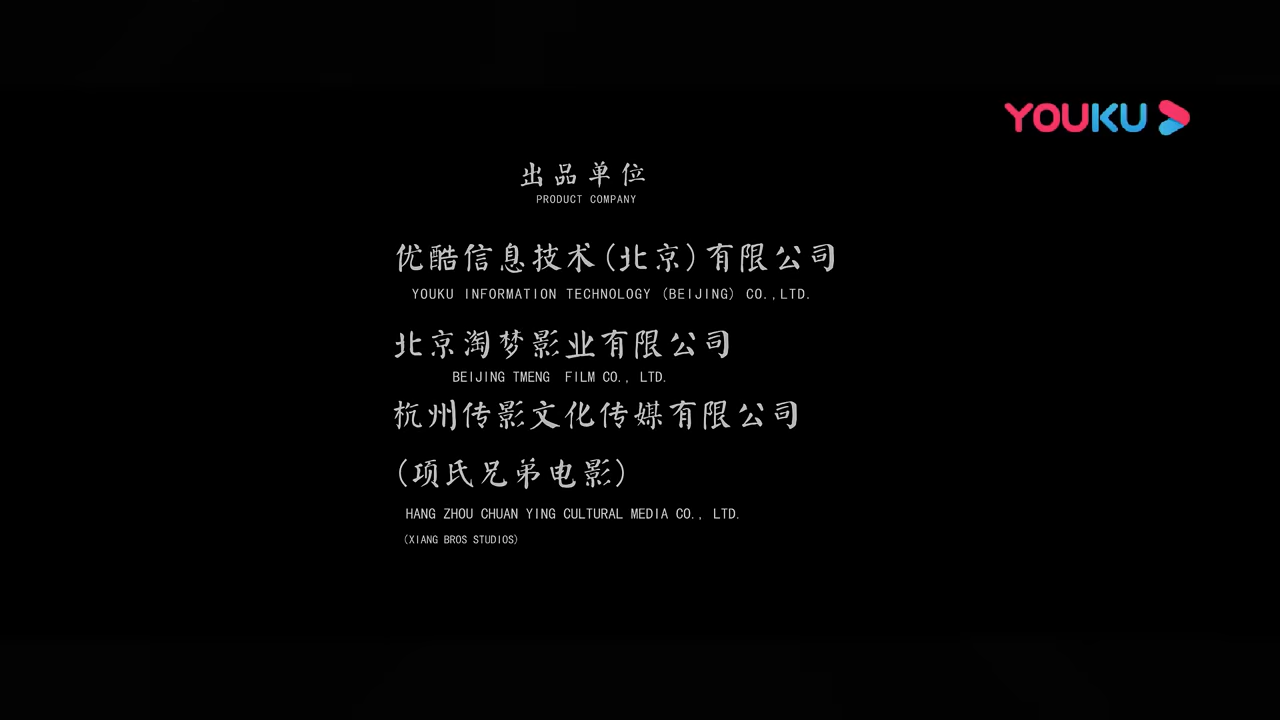 YOUKU
出品单位
PRODUCT COMPANY
优酷信息技术(北京)有限公司
YOUKU INFORMATION TECHNOLOGY (BEIJING) CO.,LTD.
北京淘梦影业有限公司
BEIJING TMENG FILM CO., LTD.
杭州传影文化传媒有限公司
(项氏兄弟电影)
HANG ZHOU CHUAN YING CULTURAL MEDIA CO., LTD.
(XIANG BROS STUDIOS)